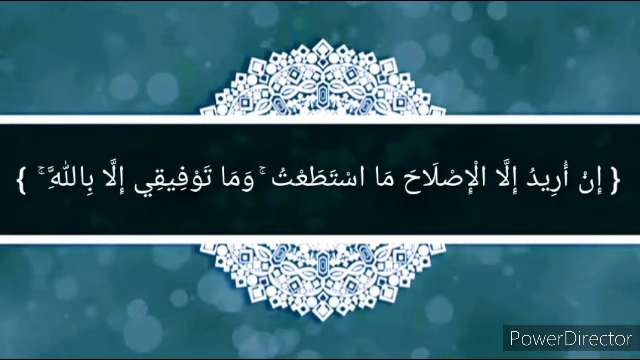 { إِنْ أُرِيدُ إِلَّا الْإِصْلَاحَ مَا اسْتَطَعْتُ ۚ وَمَا تَوْفِيقِي إِلَّا بِاللَّهِ ۚ }
PowerDirector